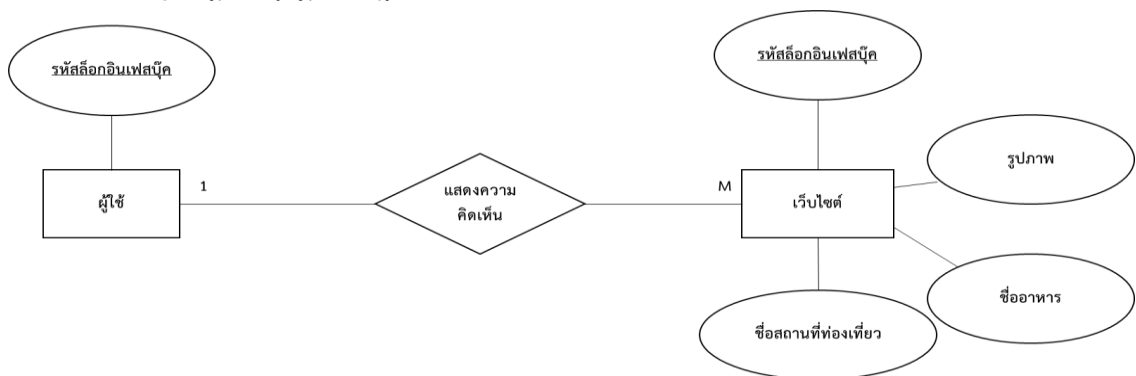 รหัสล็อกอินเฟสบุ๊ค
รหัสล็อกอินเฟสบุ๊ค
รูปภาพ
ผู้ใช้
1
แสดงความ
คิดเห็น
M
เว็บไซต์
ชื่ออาหาร
ชื่อสถานที่ท่องเที่ยว